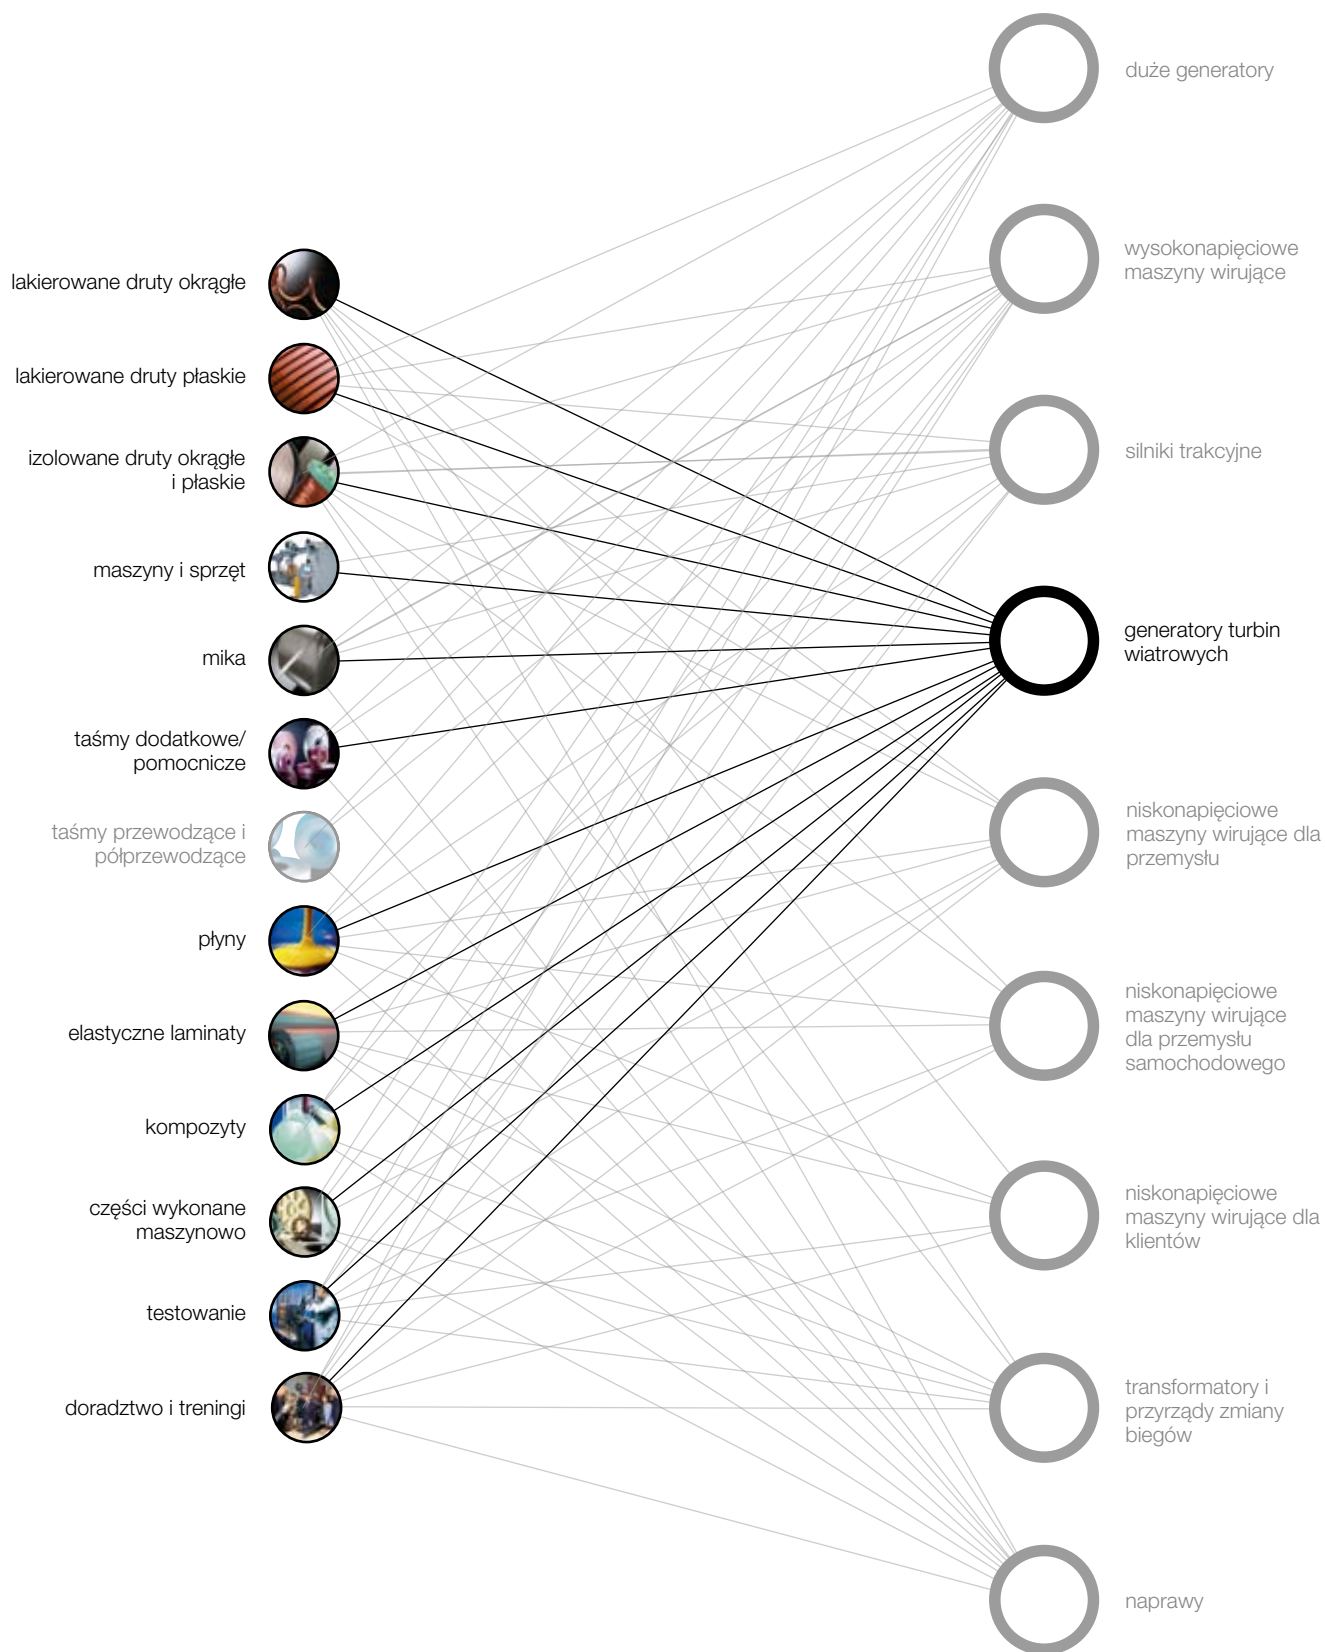 lakierowane druty okrągłe
lakierowane druty płaskie
izolowane druty okrągłe
i płaskie
maszyny i sprzęt
mika
taśmy dodatkowe/
pomocnicze
taśmy przewodzące i
półprzewodzące
płyny
elastyczne laminaty
kompozyty
części wykonane
maszynowo
testowanie
doradztwo i treningi
duże generatory
wysokonapięciowe
maszyny wirujące
silniki trakcyjne
generatory turbin
wiatrowych
niskonapięciowe
maszyny wirujące dla
przemysłu
niskonapięciowe
maszyny wirujące
dla przemysłu
samochodowego
niskonapięciowe
maszyny wirujące dla
klientów
transformatory i
przyrządy zmiany
biegów
naprawy